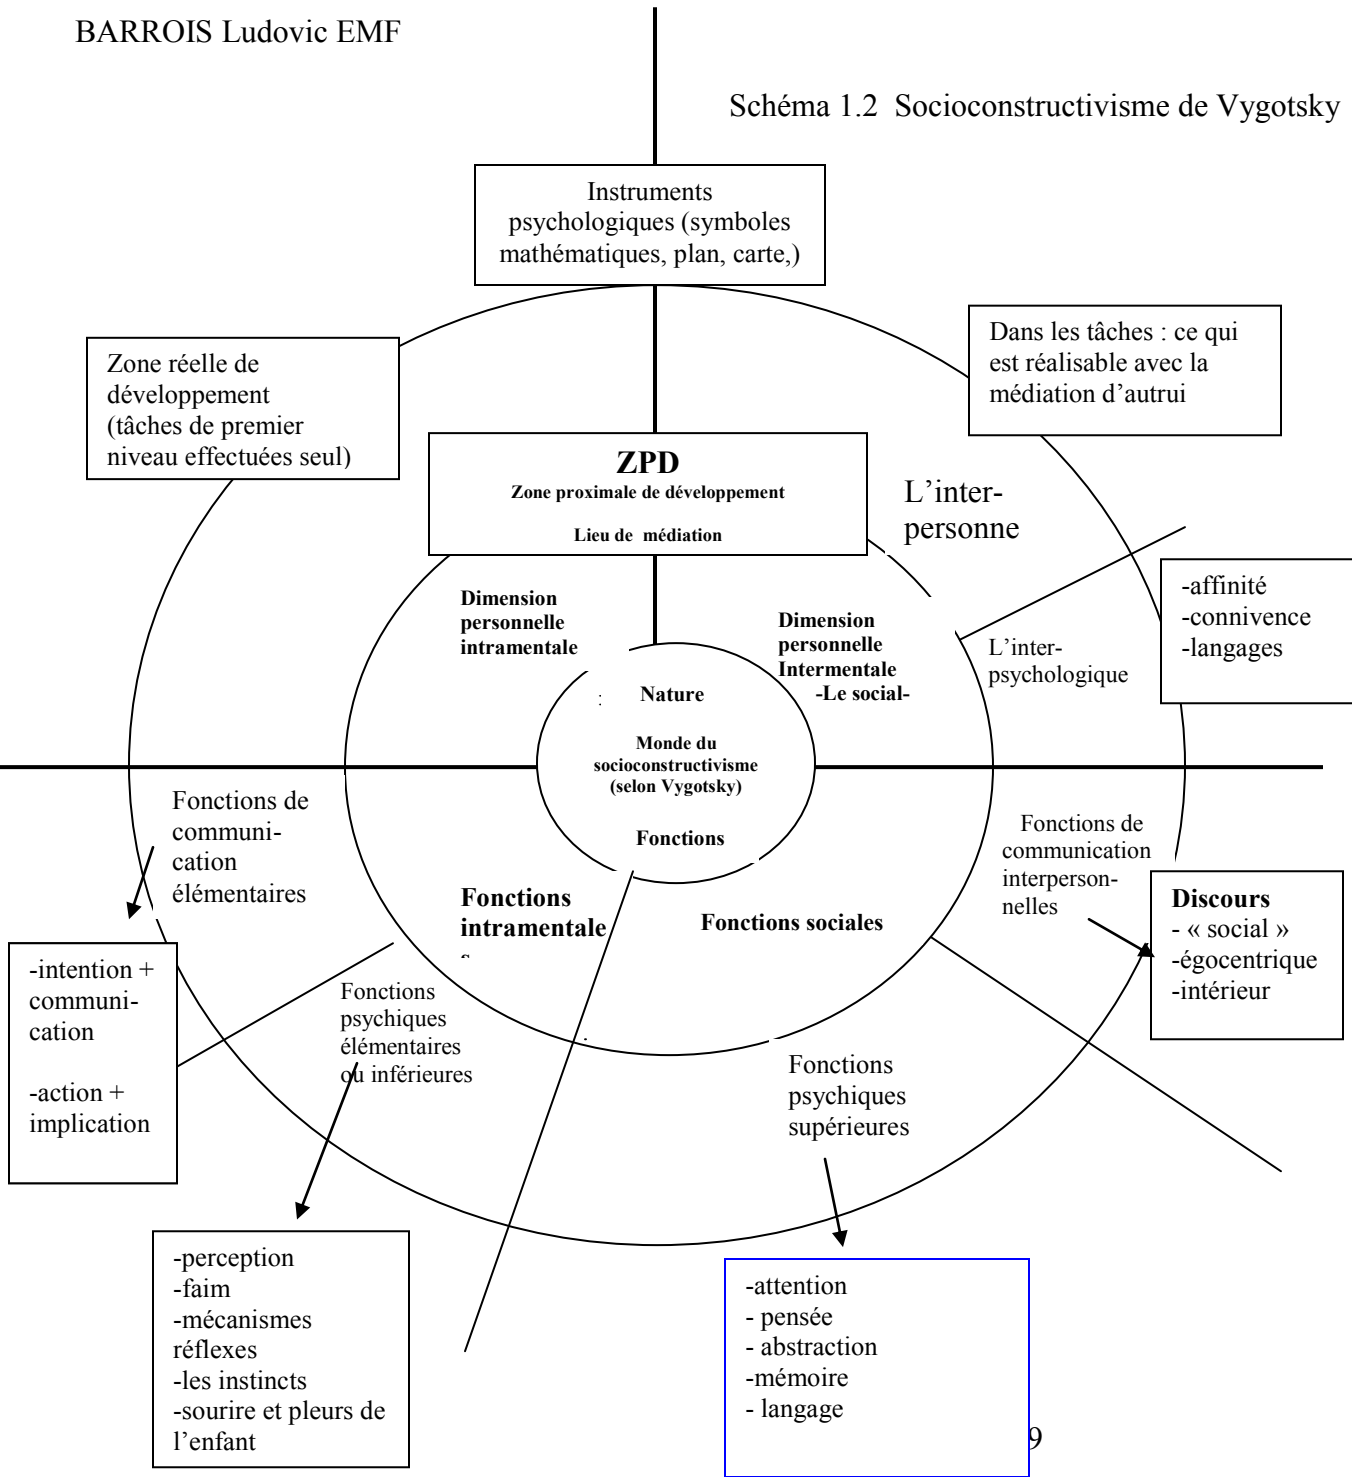 BARROIS Ludovic EMF
Schéma 1.2  Socioconstructivisme de Vygotsky
Instruments
psychologiques (symboles
mathématiques, plan, carte,)
Zone réelle de
développement
(tâches de premier
niveau effectuées seul)
Dans les tâches : ce qui
est réalisable avec la
médiation d’autrui
ZPD
Zone proximale de développement
Lieu de  médiation
L’inter-
personne
Dimension
personnelle
intramentale
:
Dimension
personnelle
Intermentale
-Le social-
L’inter-
psychologique
-affinité
-connivence
-langages
Nature
Monde du
socioconstructivisme
(selon Vygotsky)
Fonctions
Fonctions de
communi-
cation
élémentaires
Fonctions de
communication
interperson-
nelles
Fonctions
intramentale
Fonctions sociales
Discours
- « social »
-égocentrique
-intérieur
-intention +
communi-
cation
-action +
implication
Fonctions
psychiques
élémentaires
ou inférieures
Fonctions
psychiques
supérieures
-perception
-faim
-mécanismes
réflexes
-les instincts
-sourire et pleurs de
l’enfant
-attention
- pensée
- abstraction
-mémoire
- langage
9